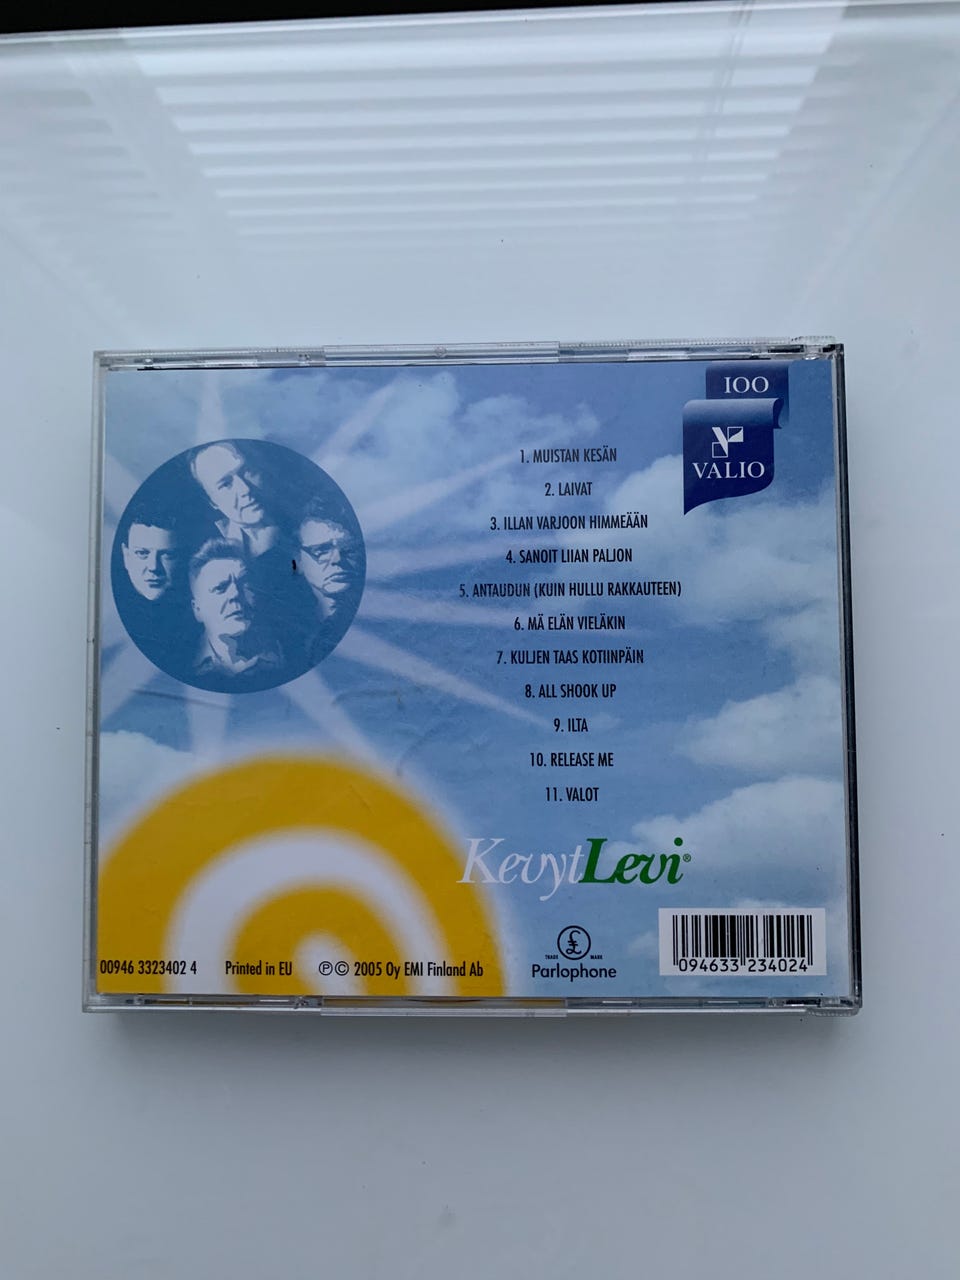 100
VALIO
1. MUISTAN KESÄN
2. LAIVAT
3. ILLAN VARJOON HIMMEÄÄN
4. SANOIT LIIAN PALJON
5. ANTAUDUN (KUIN HULLU RAKKAUTEEN)
6. MÄ ELÄN VIELÄKIN
7. KULJEN TAAS KOTIINPÄIN
8. ALL SHOOK UP
9. ILTA
10. RELEASE ME
11. VALOT
KevytLevi®
00946 3323402 4 Printed in EU ℗© 2005 Oy EMI Finland Ab
£
TRADE MARK
Parlophone
094633 234024